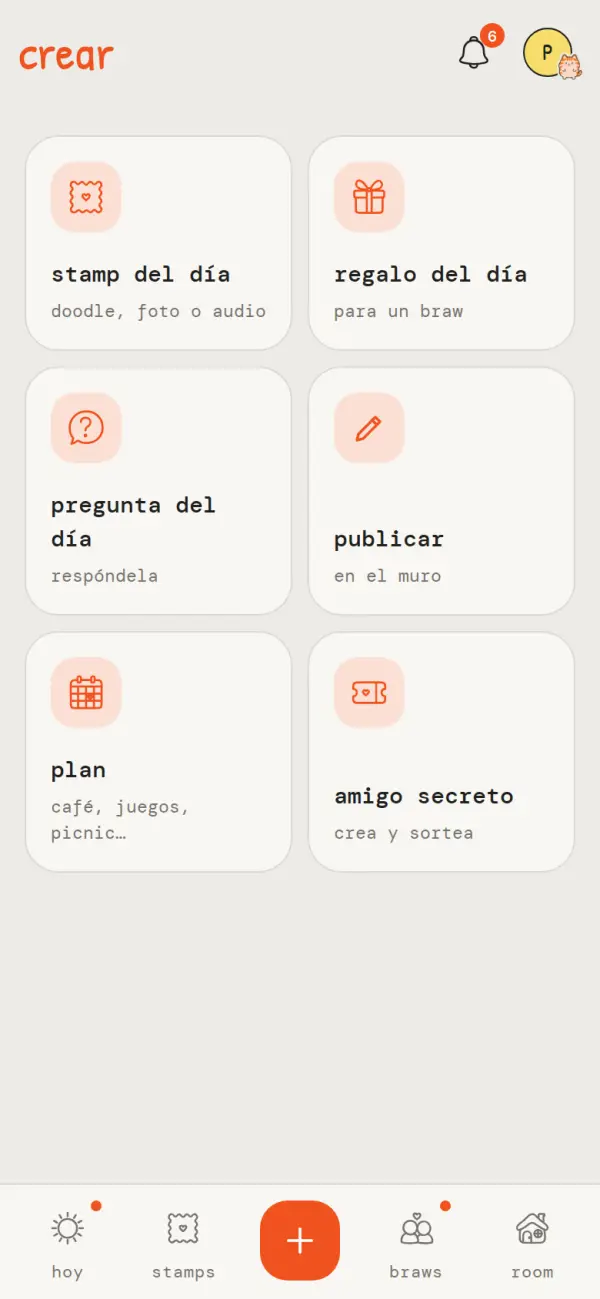 crear
6
P
stamp del día
doodle, foto o audio
regalo del día
para un braw
pregunta del
día
respóndela
publicar
en el muro
plan
café, juegos,
picnic…
amigo secreto
crea y sortea
hoy
stamps
braws
room